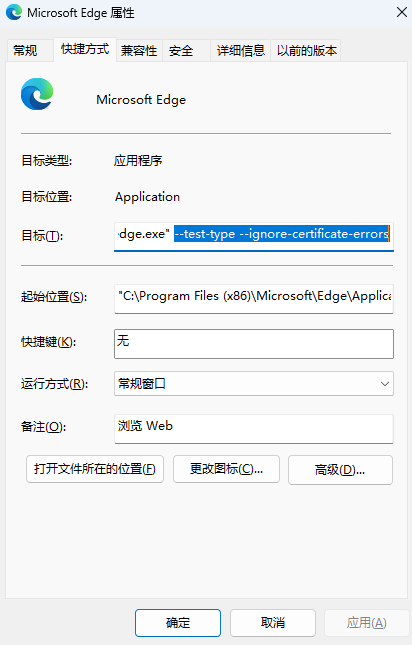 Microsoft Edge 属性
常规 快捷方式 兼容性 安全 详细信息 以前的版本
Microsoft Edge
目标类型: 应用程序
目标位置: Application
目标(T): dge.exe" --test-type --ignore-certificate-errors
起始位置(S): "C:\Program Files (x86)\Microsoft\Edge\Applica
快捷键(K): 无
运行方式(R): 常规窗口
备注(O): 浏览 Web
打开文件所在的位置(F) 更改图标(C)... 高级(D)...
确定 取消 应用(A)